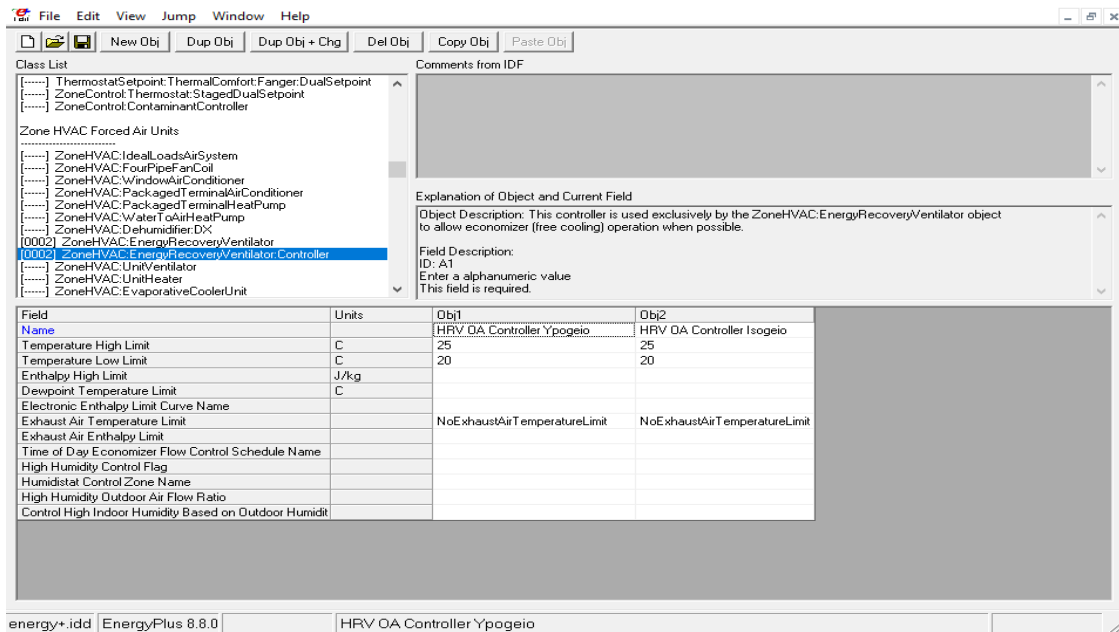 File Edit View Jump Window Help
New Obj Dup Obj Dup Obj + Chg Del Obj Copy Obj Paste Obj
Class List
[------] ThermostatSetpoint:ThermalComfort:Fanger:DualSetpoint
[------] ZoneControl:Thermostat:StagedDualSetpoint
[------] ZoneControl:ContaminantController
Zone HVAC Forced Air Units
--------------------------
[------] ZoneHVAC:IdealLoadsAirSystem
[------] ZoneHVAC:FourPipeFanCoil
[------] ZoneHVAC:WindowAirConditioner
[------] ZoneHVAC:PackagedTerminalAirConditioner
[------] ZoneHVAC:PackagedTerminalHeatPump
[------] ZoneHVAC:WaterToAirHeatPump
[------] ZoneHVAC:Dehumidifier:DX
[0002] ZoneHVAC:EnergyRecoveryVentilator
[0002] ZoneHVAC:EnergyRecoveryVentilator:Controller
[------] ZoneHVAC:UnitVentilator
[------] ZoneHVAC:UnitHeater
[------] ZoneHVAC:EvaporativeCoolerUnit
Comments from IDF
Explanation of Object and Current Field
Object Description: This controller is used exclusively by the ZoneHVAC:EnergyRecoveryVentilator object
to allow economizer (free cooling) operation when possible.
Field Description:
ID: A1
Enter a alphanumeric value
This field is required.
Field Units Obj1 Obj2
Name HRV OA Controller Ypogeio HRV OA Controller Isogeio
Temperature High Limit C 25 25
Temperature Low Limit C 20 20
Enthalpy High Limit J/kg
Dewpoint Temperature Limit C
Electronic Enthalpy Limit Curve Name
Exhaust Air Temperature Limit NoExhaustAirTemperatureLimit NoExhaustAirTemperatureLimit
Exhaust Air Enthalpy Limit
Time of Day Economizer Flow Control Schedule Name
High Humidity Control Flag
Humidistat Control Zone Name
High Humidity Outdoor Air Flow Ratio
Control High Indoor Humidity Based on Outdoor Humidit
energy+.idd EnergyPlus 8.8.0 HRV OA Controller Ypogeio